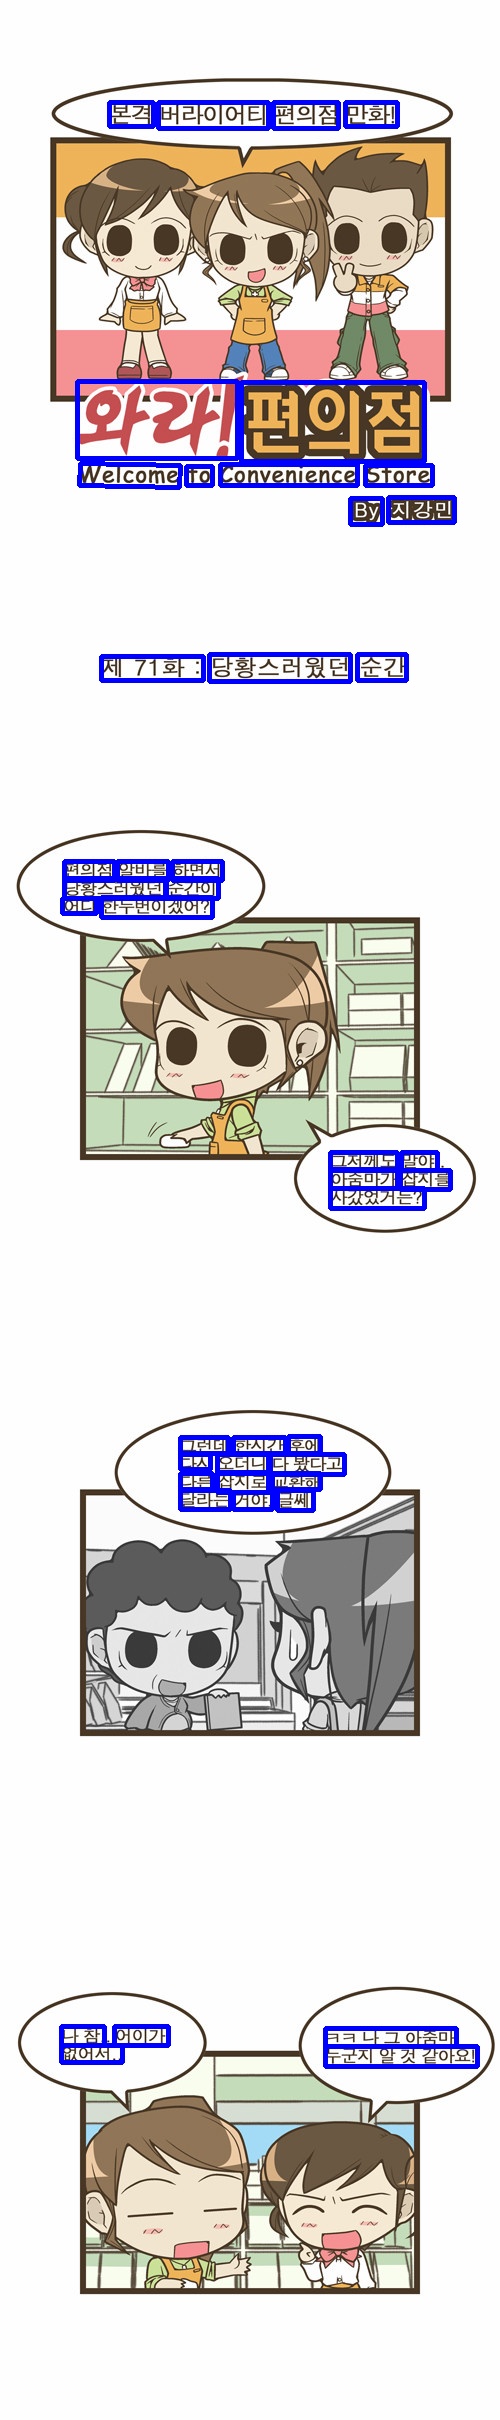 본격 버라이어티 편의점 만화!
와라! 편의점
Welcome to Convenience Store
By 지강민
제 71화 : 당황스러웠던 순간
편의점 알바를 하면서
당황스러웠던 순간이
어디 한두번이겠어?
그저께도 말야,
아줌마가 잡지를
사갔었거든?
그런데 한시간 후에
다시 오더니 다 봤다고
다른 잡지로 교환해
달라는 거야, 글쎄
나 참.. 어이가
없어서.
ㅋㅋ 나 그 아줌마
누군지 알 것 같아요!